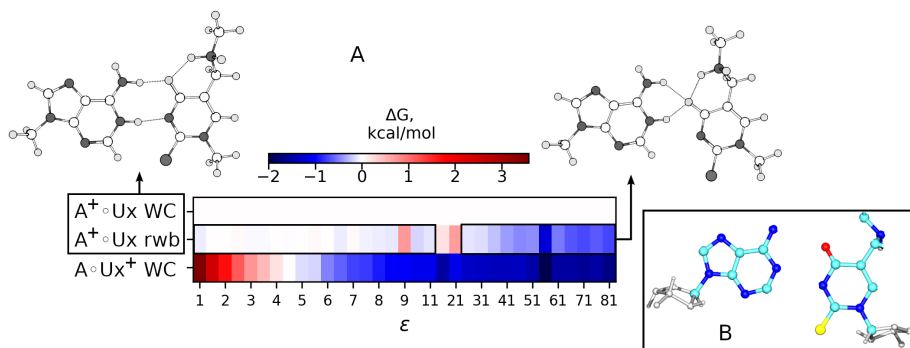 A
ΔG,
kcal/mol
−2 −1 0 1 2 3
A⁺◦Ux WC
A⁺◦Ux rwb
A◦Ux⁺ WC
1 2 3 4 5 6 7 8 9 11 21 31 41 51 61 71 81
ε
B